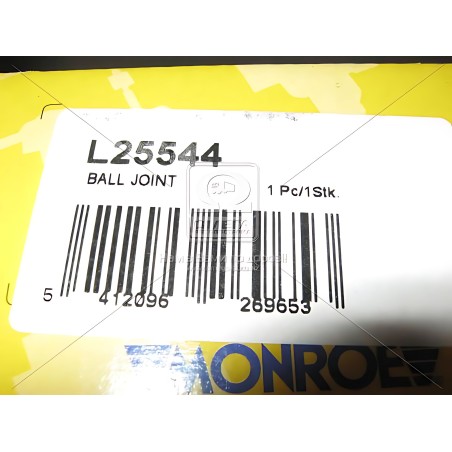 L25544
BALL JOINT
1 Pc/1Stk.
5 412096 269653
MONROE